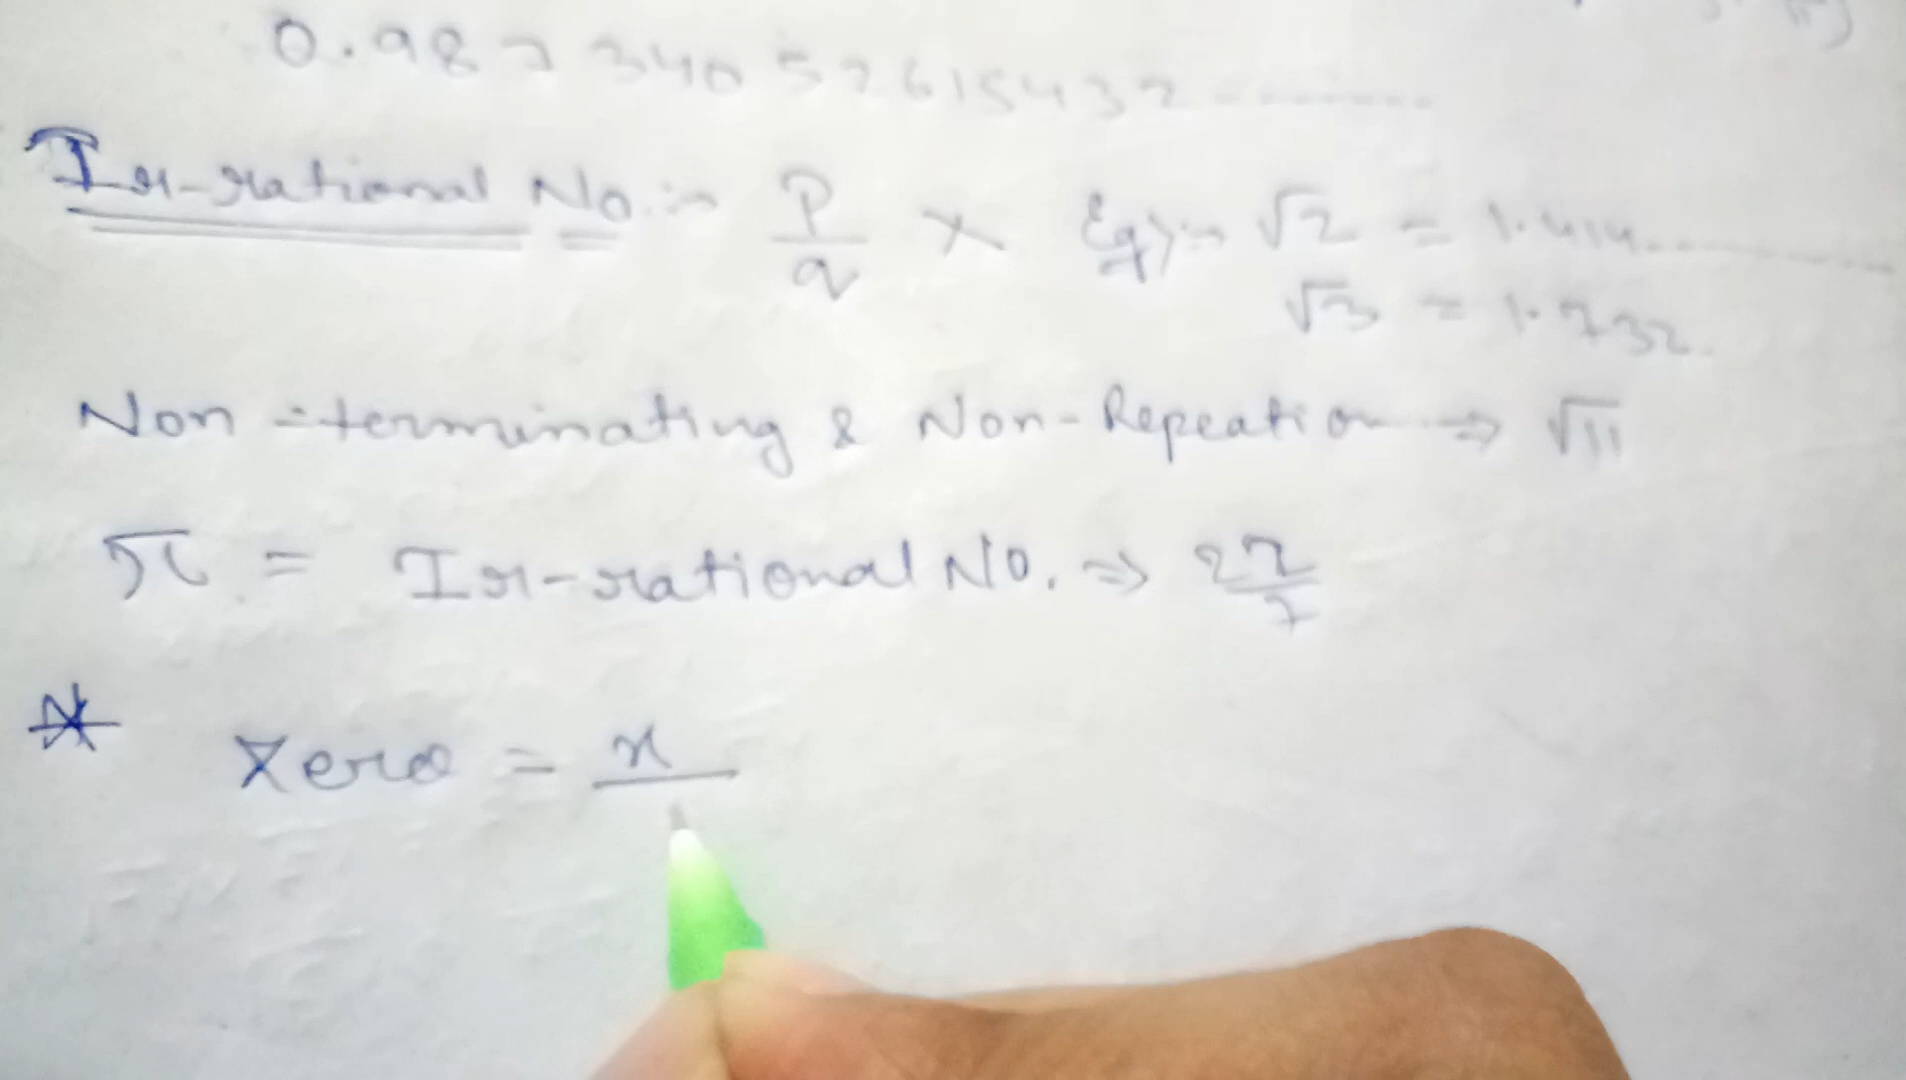 0.987340592615432.......
Ir-rational No:- P/q × Eg):- √2 = 1.414..........
√3 = 1.732.
Non-terminating & Non-Repeation ⇒ √11
π = Ir-rational No. ⇒ 22/7
Zero = x